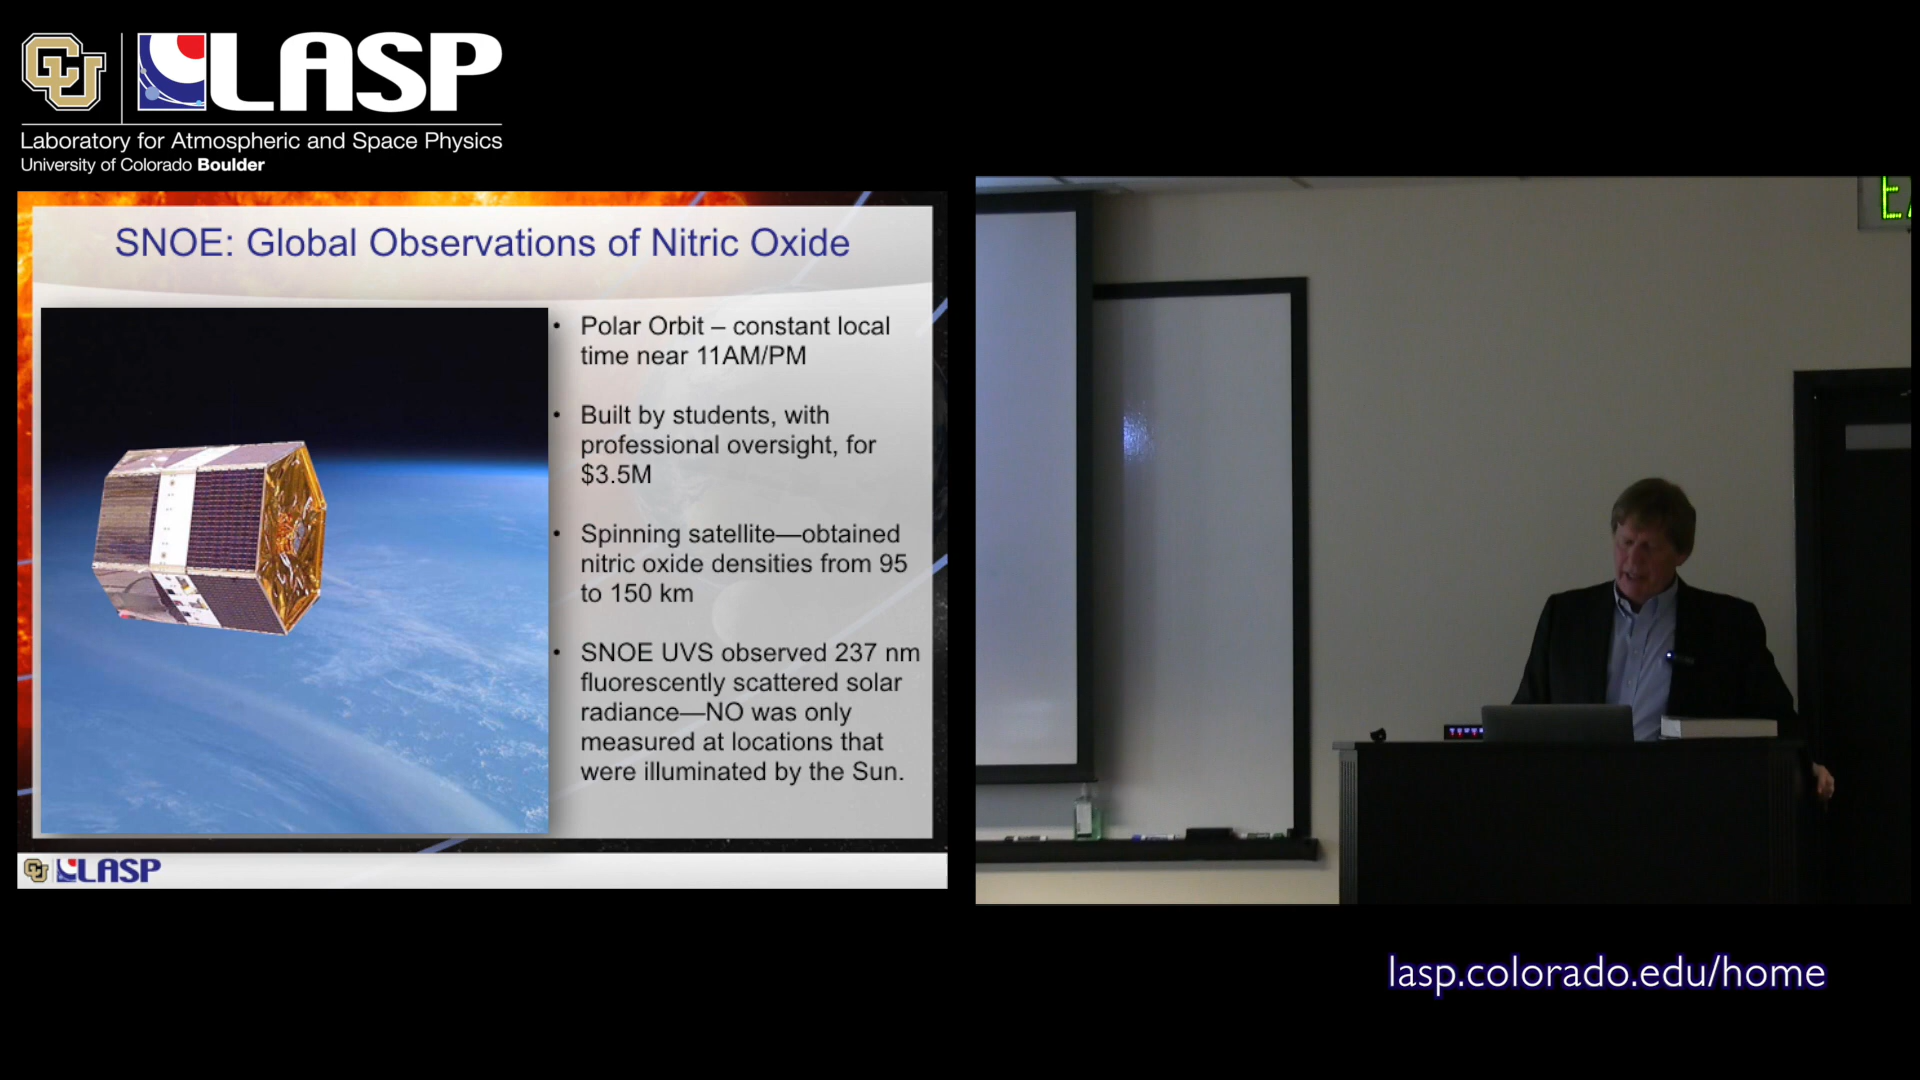 CU LASP
Laboratory for Atmospheric and Space Physics
University of Colorado Boulder
SNOE: Global Observations of Nitric Oxide
• Polar Orbit – constant local
time near 11AM/PM
• Built by students, with
professional oversight, for
$3.5M
• Spinning satellite—obtained
nitric oxide densities from 95
to 150 km
• SNOE UVS observed 237 nm
fluorescently scattered solar
radiance—NO was only
measured at locations that
were illuminated by the Sun.
CU LASP
lasp.colorado.edu/home